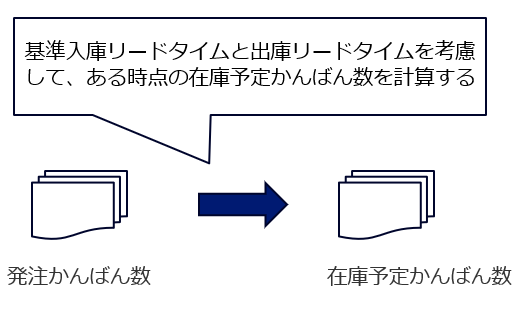 基準入庫リードタイムと出庫リードタイムを考慮
して、ある時点の在庫予定かんばん数を計算する
発注かんばん数
在庫予定かんばん数